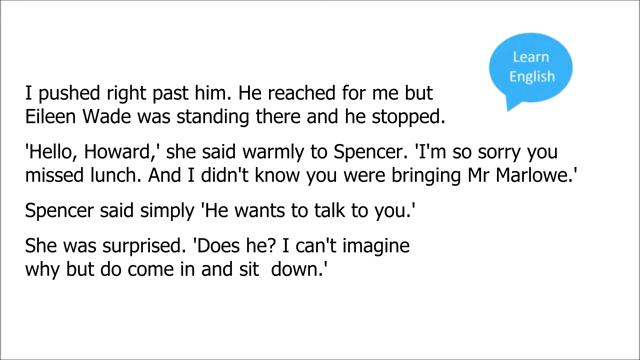 Learn
English
I pushed right past him. He reached for me but
Eileen Wade was standing there and he stopped.
'Hello, Howard,' she said warmly to Spencer. 'I'm so sorry you
missed lunch. And I didn't know you were bringing Mr Marlowe.'
Spencer said simply 'He wants to talk to you.'
She was surprised. 'Does he? I can't imagine
why but do come in and sit  down.'